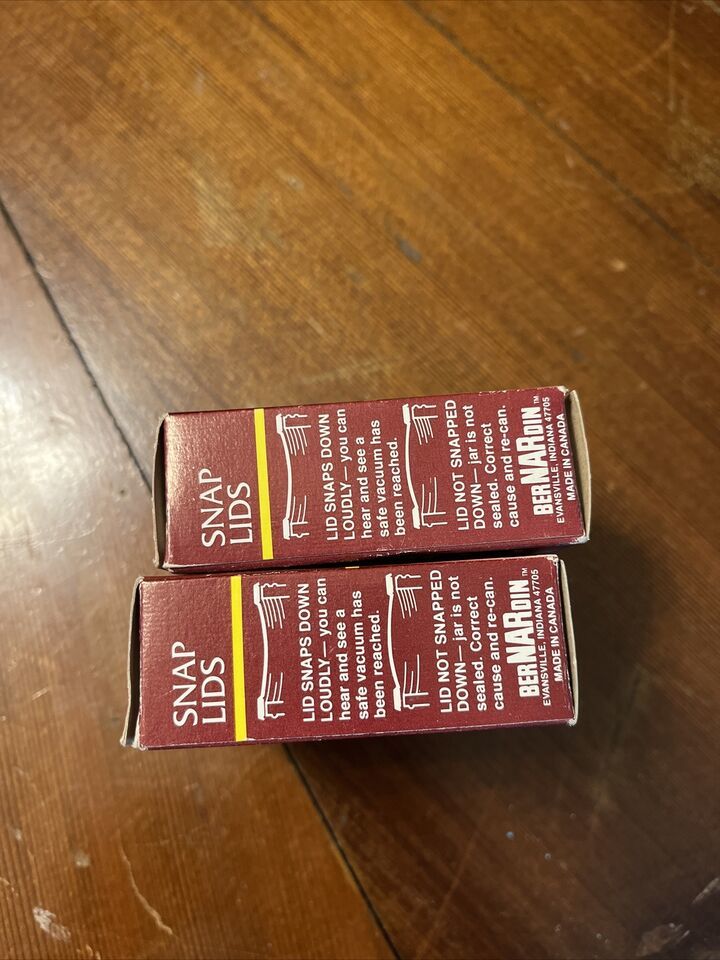 SNAP
LIDS
LID SNAPS DOWN
LOUDLY— you can
hear and see a
safe vacuum has
been reached.
LID NOT SNAPPED
DOWN— jar is not
sealed. Correct
cause and re-can.
BERNARDIN™
EVANSVILLE, INDIANA 47705
MADE IN CANADA
SNAP
LIDS
LID SNAPS DOWN
LOUDLY— you can
hear and see a
safe vacuum has
been reached.
LID NOT SNAPPED
DOWN— jar is not
sealed. Correct
cause and re-can.
BERNARDIN™
EVANSVILLE, INDIANA 47705
MADE IN CANADA